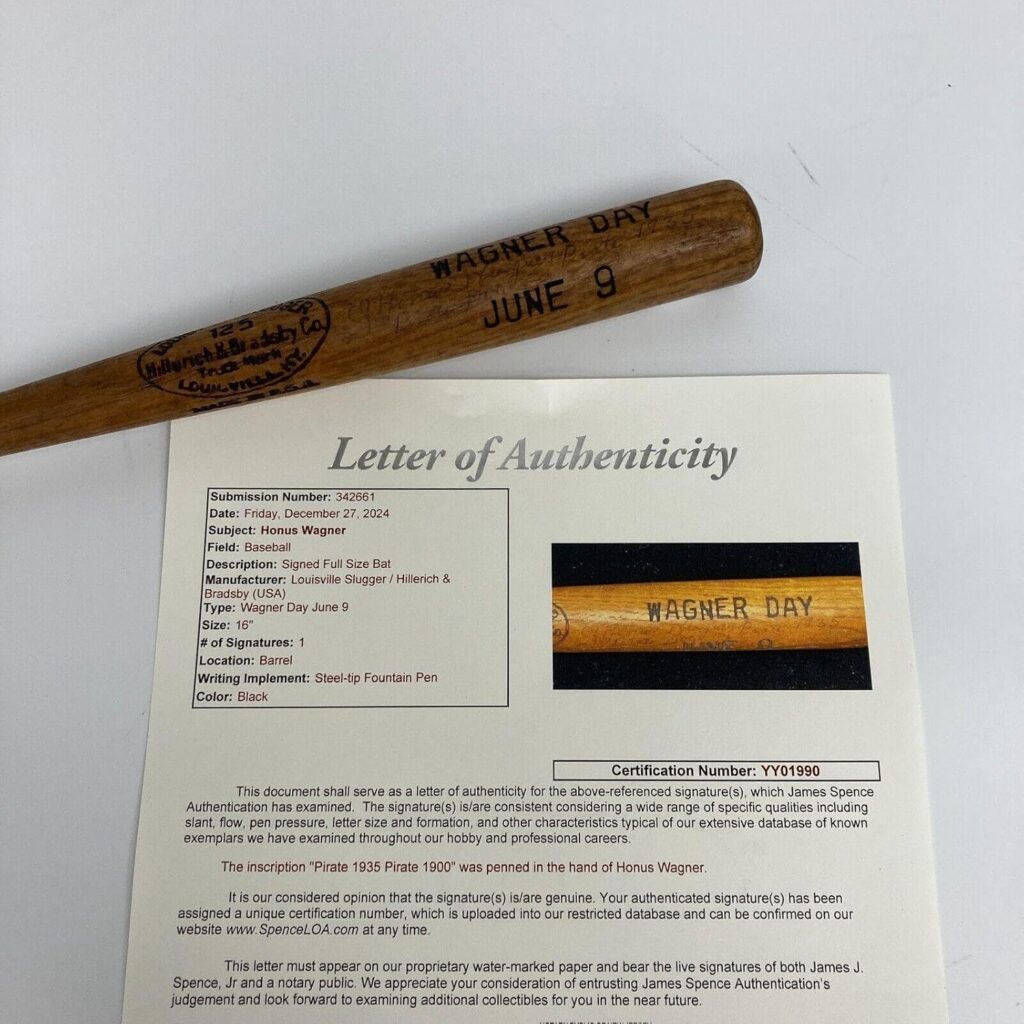 WAGNER DAY
JUNE 9
125
Hillerich & Bradsby Co
Trade Mark
LOUISVILLE, KY.
MADE IN U.S.A.
Letter of Authenticity
Submission Number: 342661
Date: Friday, December 27, 2024
Subject: Honus Wagner
Field: Baseball
Description: Signed Full Size Bat
Manufacturer: Louisville Slugger / Hillerich &
Bradsby (USA)
Type: Wagner Day June 9
Size: 16"
# of Signatures: 1
Location: Barrel
Writing Implement: Steel-tip Fountain Pen
Color: Black
WAGNER DAY
Certification Number: YY01990
This document shall serve as a letter of authenticity for the above-referenced signature(s), which James Spence
Authentication has examined. The signature(s) is/are consistent considering a wide range of specific qualities including
slant, flow, pen pressure, letter size and formation, and other characteristics typical of our extensive database of known
exemplars we have examined throughout our hobby and professional careers.
The inscription "Pirate 1935 Pirate 1900" was penned in the hand of Honus Wagner.
It is our considered opinion that the signature(s) is/are genuine. Your authenticated signature(s) has been
assigned a unique certification number, which is uploaded into our restricted database and can be confirmed on our
website www.SpenceLOA.com at any time.
This letter must appear on our proprietary water-marked paper and bear the live signatures of both James J.
Spence, Jr and a notary public. We appreciate your consideration of entrusting James Spence Authentication's
judgement and look forward to examining additional collectibles for you in the near future.